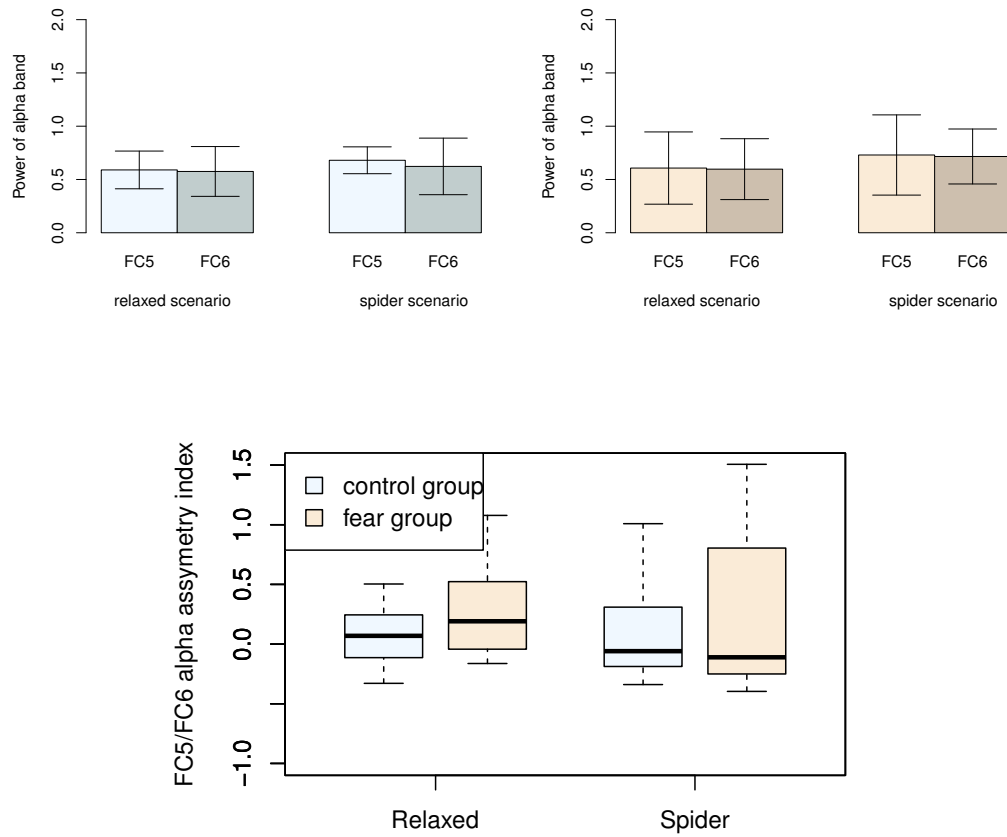 Power of alpha band
2.0
1.5
1.0
0.5
0.0
FC5 FC6 FC5 FC6
relaxed scenario spider scenario
Power of alpha band
2.0
1.5
1.0
0.5
0.0
FC5 FC6 FC5 FC6
relaxed scenario spider scenario
FC5/FC6 alpha assymetry index
1.5
1.0
0.5
0.0
−1.0
control group
fear group
Relaxed Spider